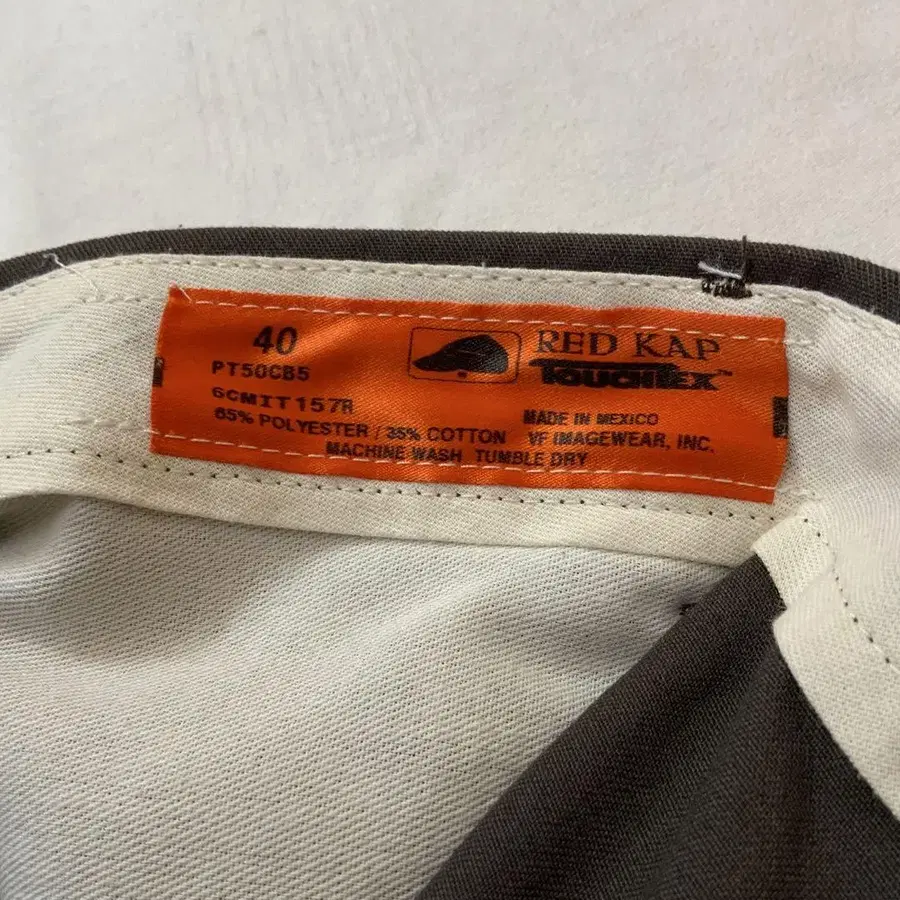 40
PT50CB5
6CMIT157R
65% POLYESTER / 35% COTTON
MACHINE WASH TUMBLE DRY
RED KAP
TOUCHTEX™
MADE IN MEXICO
VF IMAGEWEAR, INC.